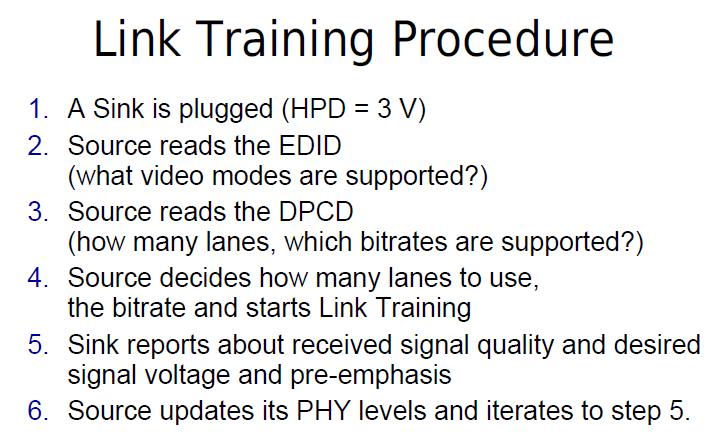 Link Training Procedure
1. A Sink is plugged (HPD = 3 V)
2. Source reads the EDID
(what video modes are supported?)
3. Source reads the DPCD
(how many lanes, which bitrates are supported?)
4. Source decides how many lanes to use,
the bitrate and starts Link Training
5. Sink reports about received signal quality and desired
signal voltage and pre-emphasis
6. Source updates its PHY levels and iterates to step 5.